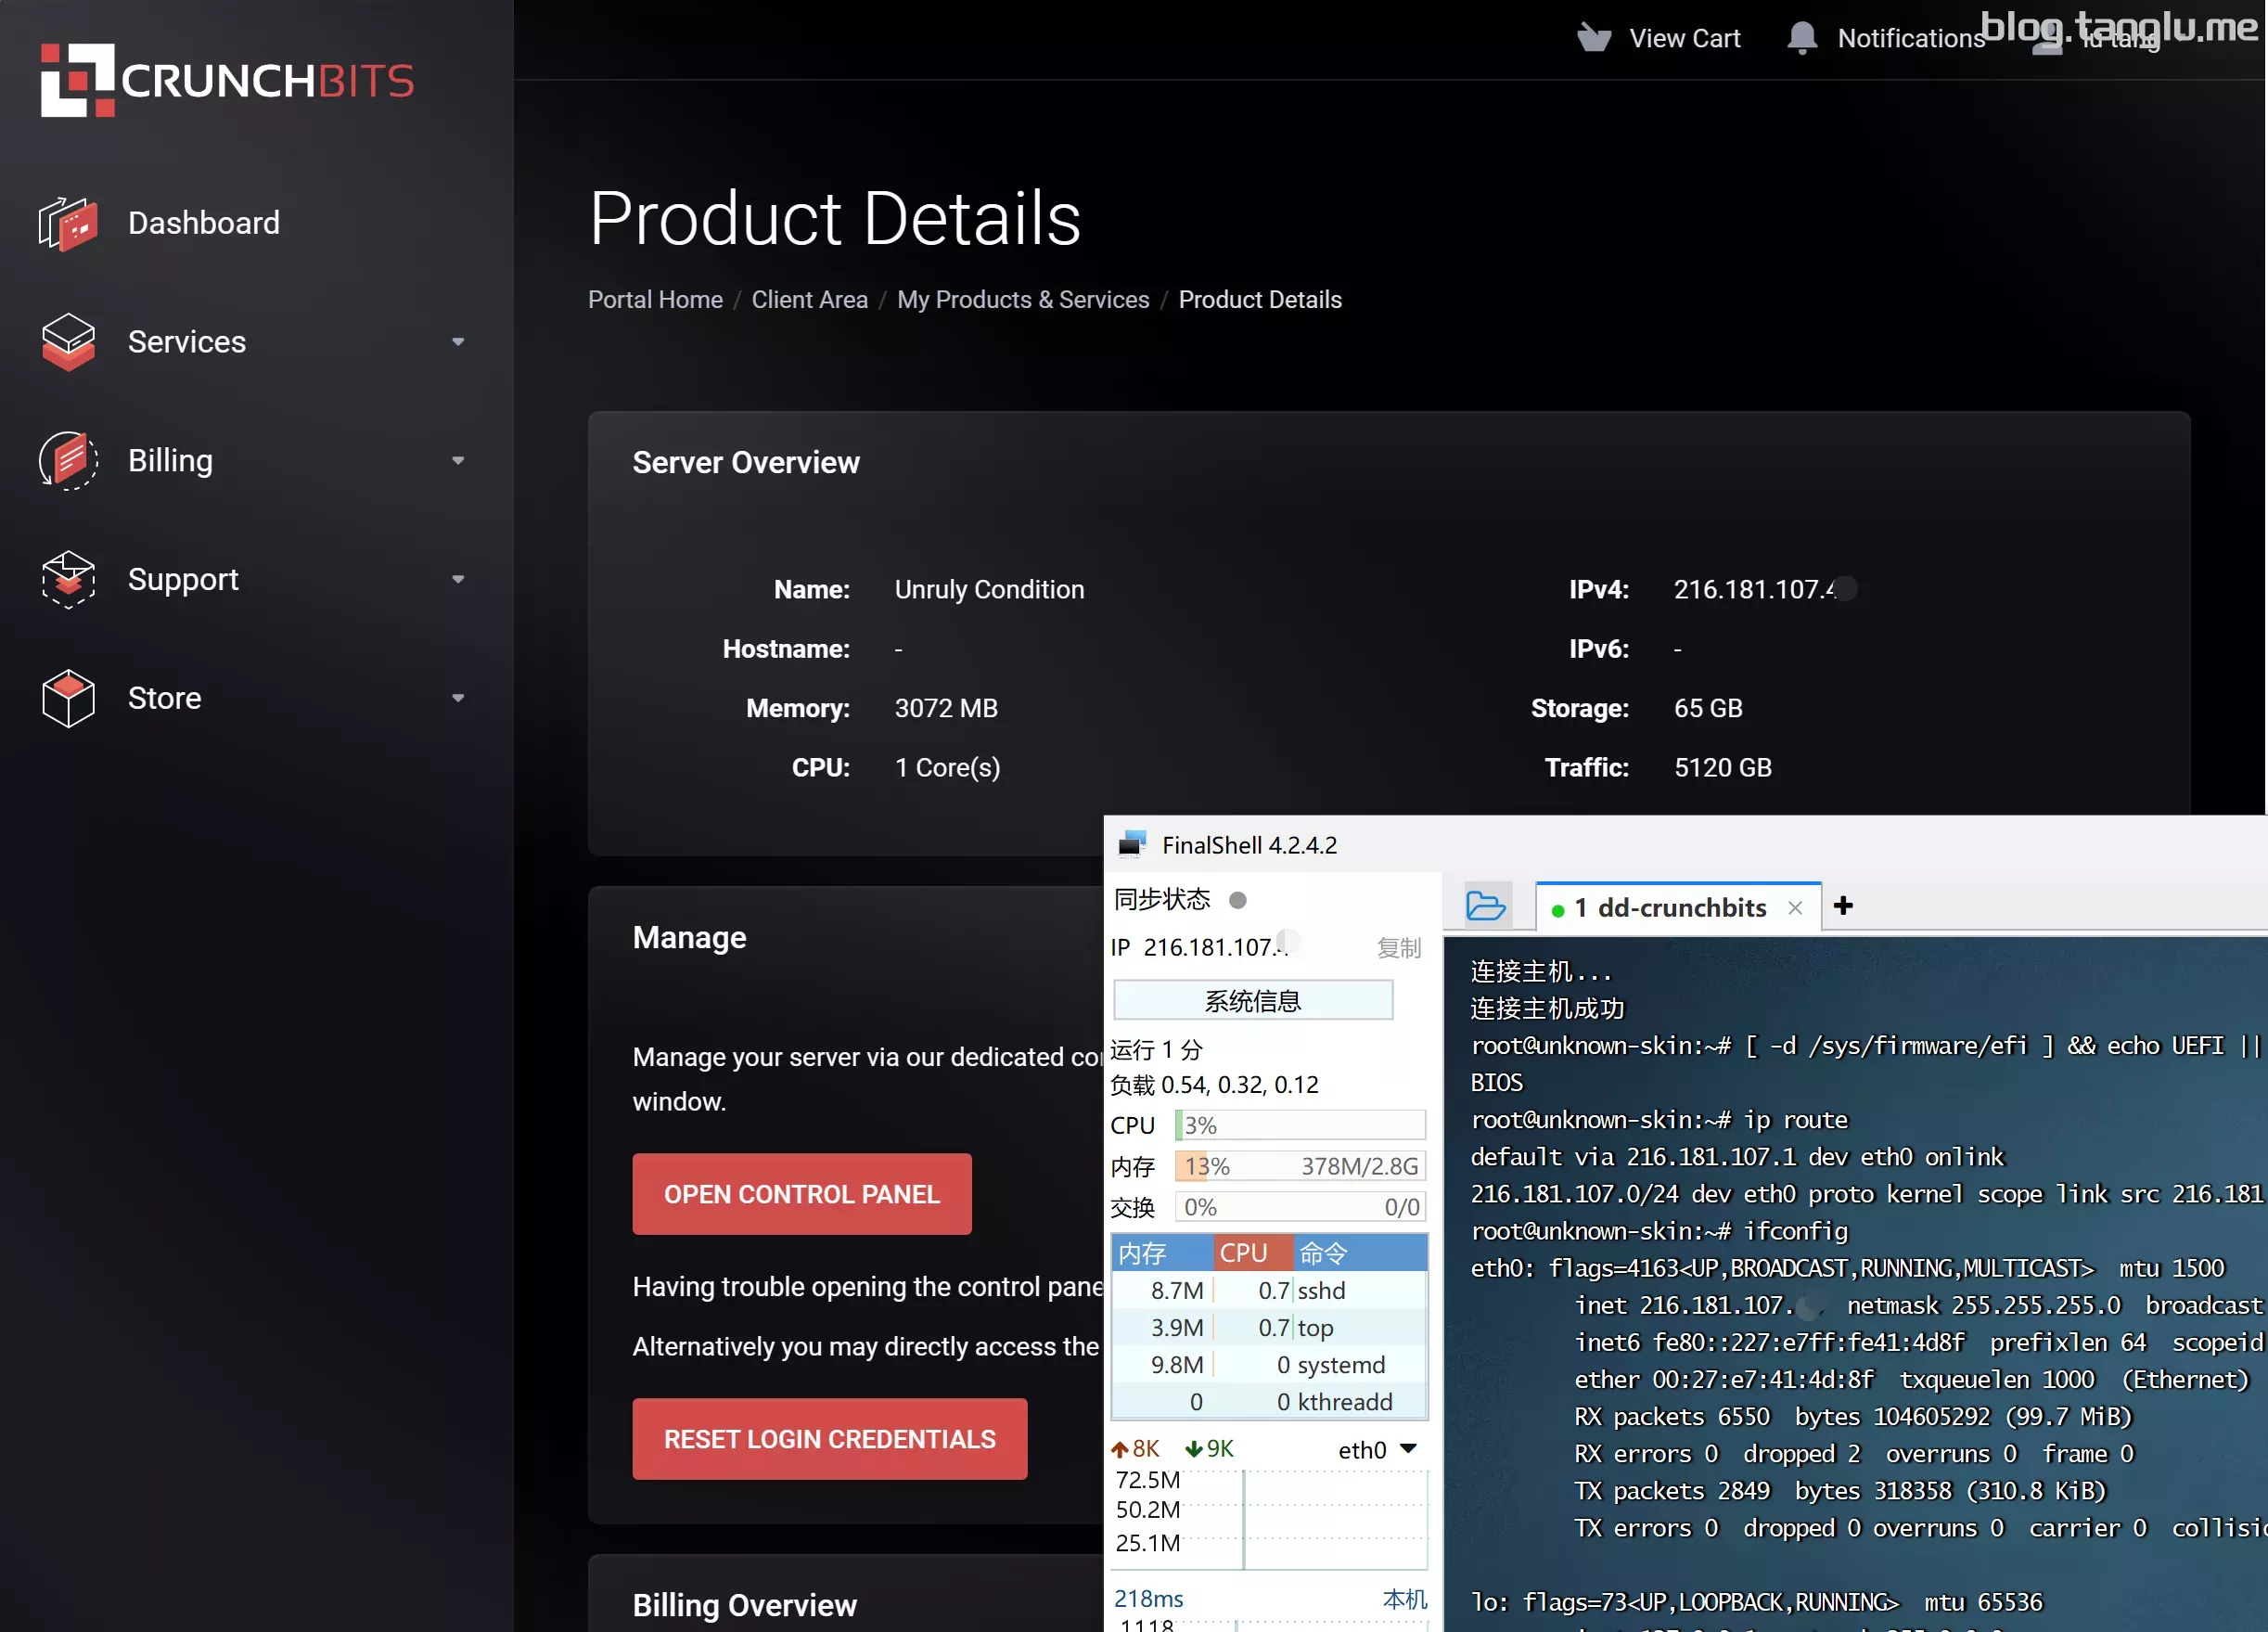 CRUNCHBITS
View Cart
Notifications
blog.tanglu.me
lu tang
Dashboard
Services
Billing
Support
Store
Product Details
Portal Home / Client Area / My Products & Services / Product Details
Server Overview
Name: Unruly Condition
IPv4: 216.181.107.4
Hostname: -
IPv6: -
Memory: 3072 MB
Storage: 65 GB
CPU: 1 Core(s)
Traffic: 5120 GB
Manage
Manage your server via our dedicated
window.
OPEN CONTROL PANEL
Having trouble opening the control
Alternatively you may directly access the
RESET LOGIN CREDENTIALS
Billing Overview
FinalShell 4.2.4.2
同步状态
IP 216.181.107.
复制
系统信息
运行 1 分
负载 0.54, 0.32, 0.12
CPU 3%
内存 13% 378M/2.8G
交换 0% 0/0
内存 CPU 命令
8.7M 0.7 sshd
3.9M 0.7 top
9.8M 0 systemd
0 0 kthreadd
8K 9K eth0
72.5M
50.2M
25.1M
218ms 本机
1 dd-crunchbits × +
连接主机...
连接主机成功
root@unknown-skin:~# [ -d /sys/firmware/efi ] && echo UEFI ||
BIOS
root@unknown-skin:~# ip route
default via 216.181.107.1 dev eth0 onlink
216.181.107.0/24 dev eth0 proto kernel scope link src 216.181
root@unknown-skin:~# ifconfig
eth0: flags=4163<UP,BROADCAST,RUNNING,MULTICAST> mtu 1500
inet 216.181.107. netmask 255.255.255.0 broadcast
inet6 fe80::227:e7ff:fe41:4d8f prefixlen 64 scopeid
ether 00:27:e7:41:4d:8f txqueuelen 1000 (Ethernet)
RX packets 6550 bytes 104605292 (99.7 MiB)
RX errors 0 dropped 2 overruns 0 frame 0
TX packets 2849 bytes 318358 (310.8 KiB)
TX errors 0 dropped 0 overruns 0 carrier 0
lo: flags=73<UP,LOOPBACK,RUNNING> mtu 65536